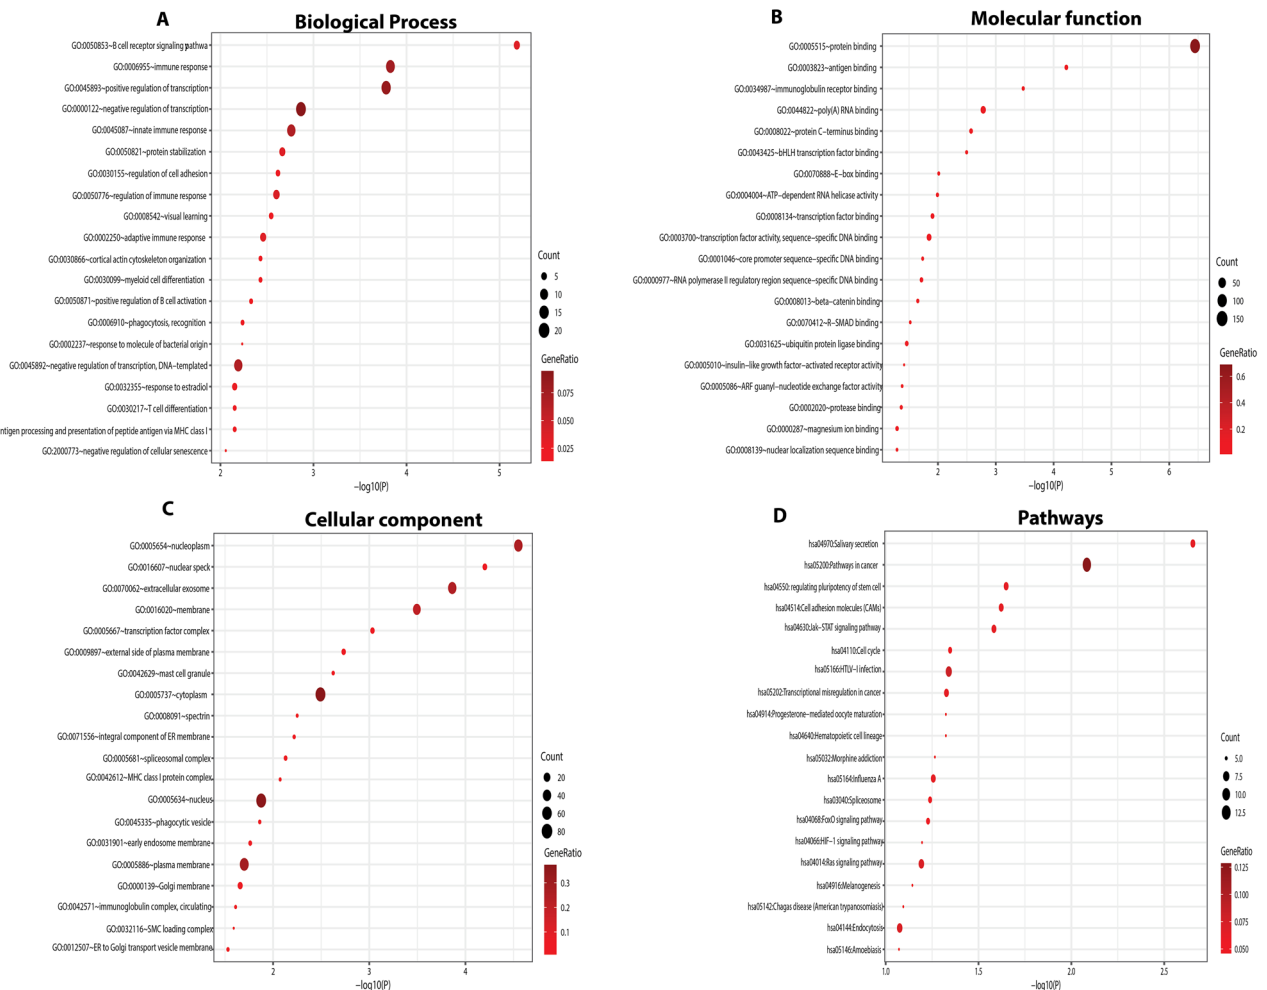 A
Biological Process
GO:0050853~B cell receptor signaling pathwa
GO:0006955~immune response
GO:0045893~positive regulation of transcription
GO:0000122~negative regulation of transcription
GO:0045087~innate immune response
GO:0050821~protein stabilization
GO:0030155~regulation of cell adhesion
GO:0050776~regulation of immune response
GO:0008542~visual learning
GO:0002250~adaptive immune response
GO:0030866~cortical actin cytoskeleton organization
GO:0030099~myeloid cell differentiation
GO:0050871~positive regulation of B cell activation
GO:0006910~phagocytosis, recognition
GO:0002237~response to molecule of bacterial origin
GO:0045892~negative regulation of transcription, DNA−templated
GO:0032355~response to estradiol
GO:0030217~T cell differentiation
ntigen processing and presentation of peptide antigen via MHC class I
GO:2000773~negative regulation of cellular senescence
2 3 4 5
−log10(P)
Count
5
10
15
20
GeneRatio
0.075
0.050
0.025
B
Molecular function
GO:0005515~protein binding
GO:0003823~antigen binding
GO:0034987~immunoglobulin receptor binding
GO:0044822~poly(A) RNA binding
GO:0008022~protein C−terminus binding
GO:0043425~bHLH transcription factor binding
GO:0070888~E−box binding
GO:0004004~ATP−dependent RNA helicase activity
GO:0008134~transcription factor binding
GO:0003700~transcription factor activity, sequence−specific DNA binding
GO:0001046~core promoter sequence−specific DNA binding
GO:0000977~RNA polymerase II regulatory region sequence−specific DNA binding
GO:0008013~beta−catenin binding
GO:0070412~R−SMAD binding
GO:0031625~ubiquitin protein ligase binding
GO:0005010~insulin−like growth factor−activated receptor activity
GO:0005086~ARF guanyl−nucleotide exchange factor activity
GO:0002020~protease binding
GO:0000287~magnesium ion binding
GO:0008139~nuclear localization sequence binding
2 3 4 5 6
−log10(P)
Count
50
100
150
GeneRatio
0.6
0.4
0.2
C
Cellular component
GO:0005654~nucleoplasm
GO:0016607~nuclear speck
GO:0070062~extracellular exosome
GO:0016020~membrane
GO:0005667~transcription factor complex
GO:0009897~external side of plasma membrane
GO:0042629~mast cell granule
GO:0005737~cytoplasm
GO:0008091~spectrin
GO:0071556~integral component of ER membrane
GO:0005681~spliceosomal complex
GO:0042612~MHC class I protein complex
GO:0005634~nucleus
GO:0045335~phagocytic vesicle
GO:0031901~early endosome membrane
GO:0005886~plasma membrane
GO:0000139~Golgi membrane
GO:0042571~immunoglobulin complex, circulating
GO:0032116~SMC loading complex
GO:0012507~ER to Golgi transport vesicle membrane
2 3 4
−log10(P)
Count
20
40
60
80
GeneRatio
0.3
0.2
0.1
D
Pathways
hsa04970:Salivary secretion
hsa05200:Pathways in cancer
hsa04550: regulating pluripotency of stem cell
hsa04514:Cell adhesion molecules (CAMs)
hsa04630:Jak−STAT signaling pathway
hsa04110:Cell cycle
hsa05166:HTLV−I infection
hsa05202:Transcriptional misregulation in cancer
hsa04914:Progesterone−mediated oocyte maturation
hsa04640:Hematopoietic cell lineage
hsa05032:Morphine addiction
hsa05164:Influenza A
hsa03040:Spliceosome
hsa04068:FoxO signaling pathway
hsa04066:HIF−1 signaling pathway
hsa04014:Ras signaling pathway
hsa04916:Melanogenesis
hsa05142:Chagas disease (American trypanosomiasis)
hsa04144:Endocytosis
hsa05146:Amoebiasis
1.0 1.5 2.0 2.5
−log10(P)
Count
5.0
7.5
10.0
12.5
GeneRatio
0.125
0.100
0.075
0.050